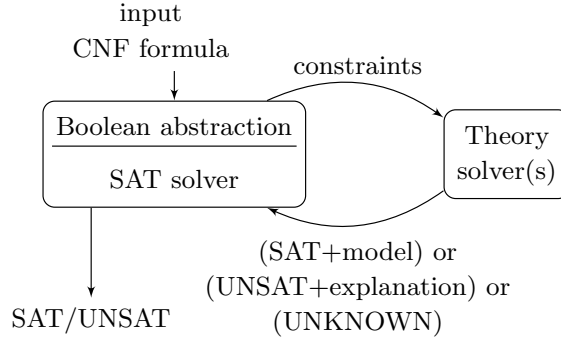 input
CNF formula
constraints
Boolean abstraction
SAT solver
Theory
solver(s)
(SAT+model) or
(UNSAT+explanation) or
(UNKNOWN)
SAT/UNSAT